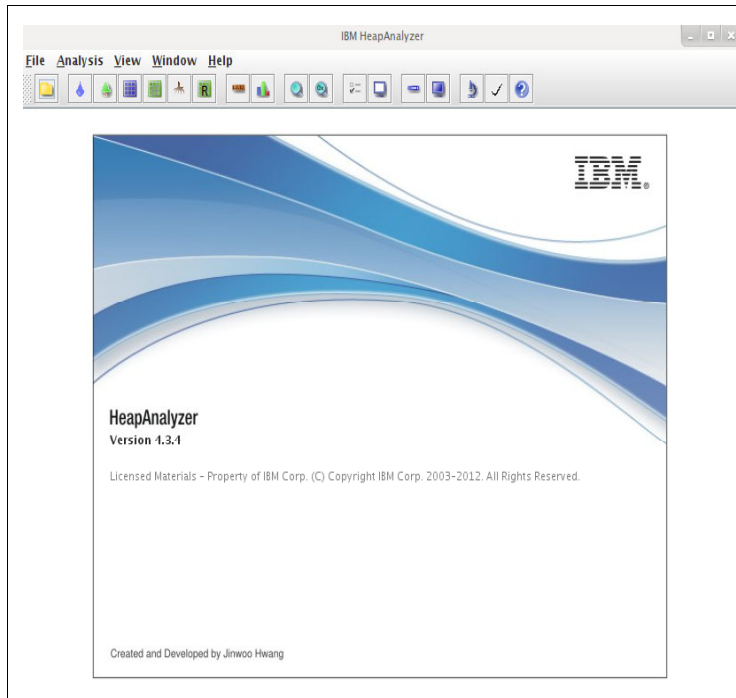 IBM HeapAnalyzer
File Analysis View Window Help
R
IBM®
HeapAnalyzer
Version 4.3.4
Licensed Materials – Property of IBM Corp. (C) Copyright IBM Corp. 2003–2012. All Rights Reserved.
Created and Developed by Jinwoo Hwang